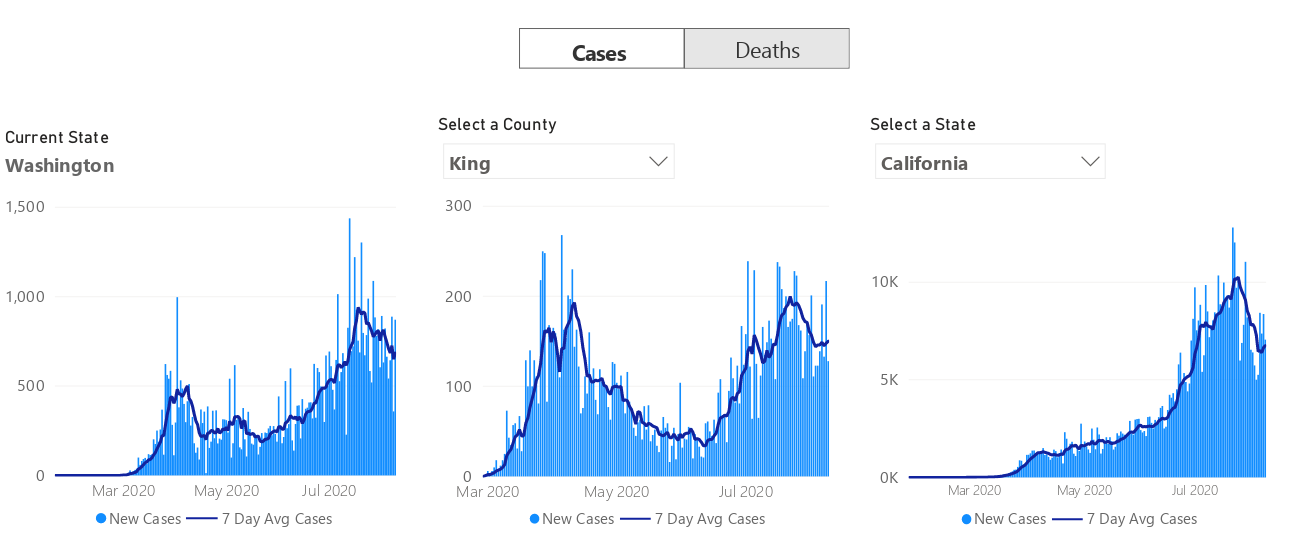 Cases Deaths
Current State
Washington
1,500
1,000
500
0
Mar 2020 May 2020 Jul 2020
New Cases 7 Day Avg Cases
Select a County
King
300
200
100
0
Mar 2020 May 2020 Jul 2020
New Cases 7 Day Avg Cases
Select a State
California
10K
5K
0K
Mar 2020 May 2020 Jul 2020
New Cases 7 Day Avg Cases